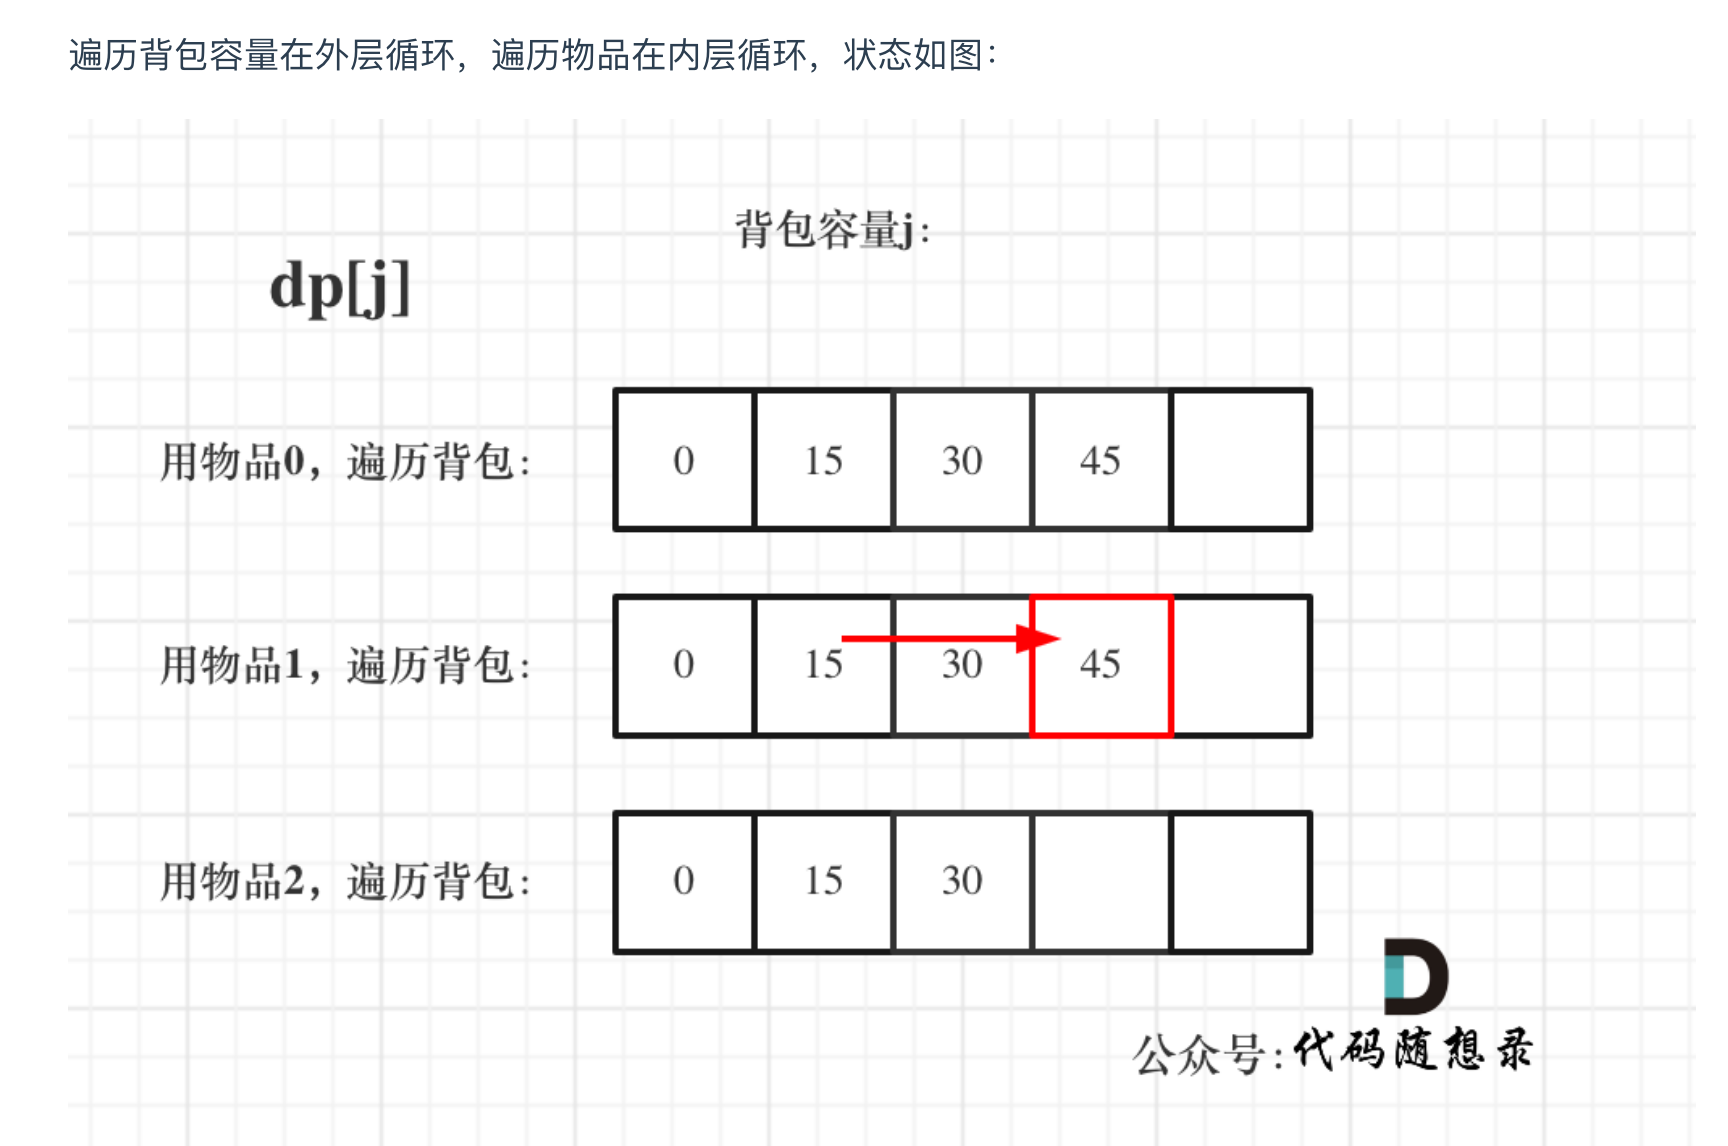 遍历背包容量在外层循环，遍历物品在内层循环，状态如图：
背包容量j：
dp[j]
用物品0，遍历背包： 0 15 30 45
用物品1，遍历背包： 0 15 30 45
用物品2，遍历背包： 0 15 30
公众号:代码随想录